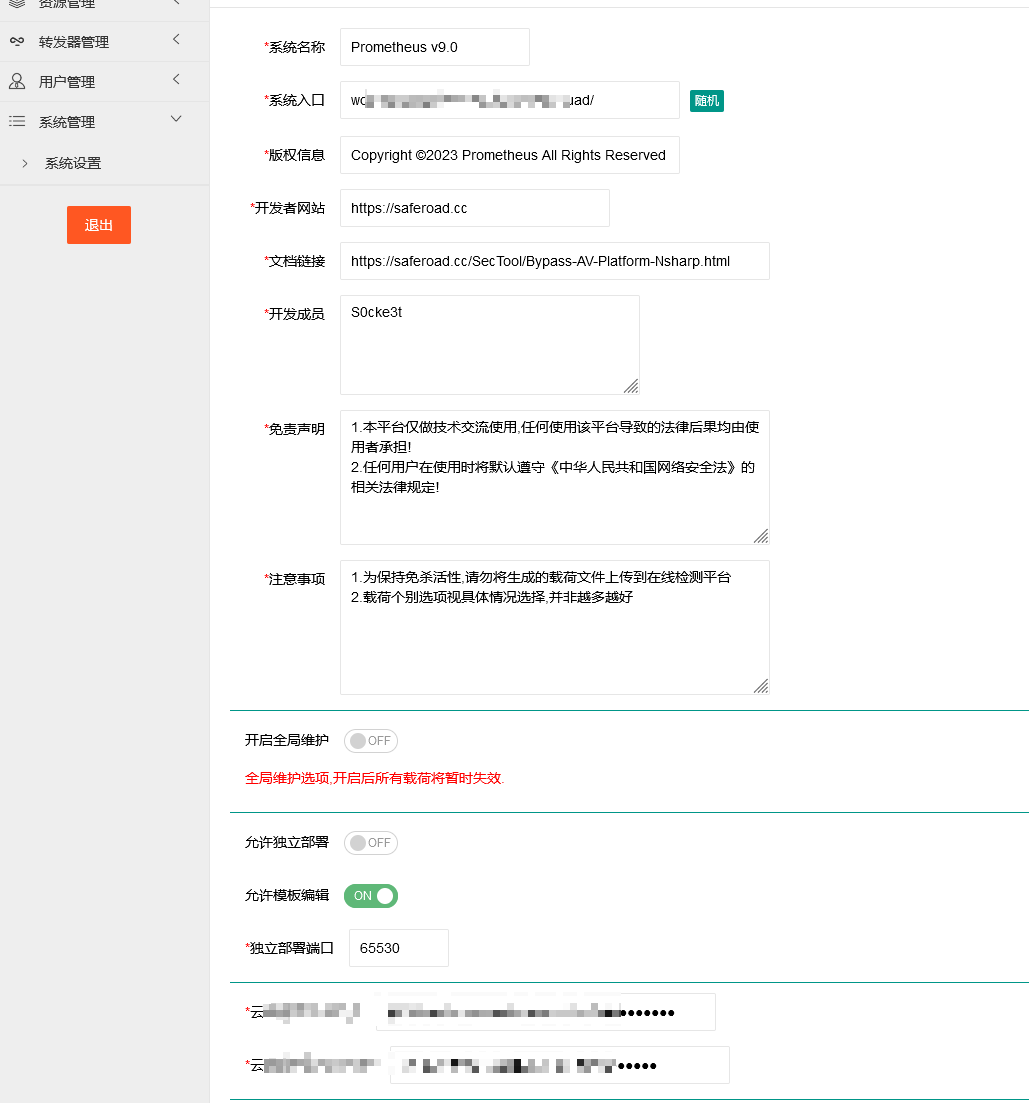 资源管理
转发器管理
用户管理
系统管理
系统设置
退出
*系统名称 Prometheus v9.0
*系统入口 uad/ 随机
*版权信息 Copyright ©2023 Prometheus All Rights Reserved
*开发者网站 https://saferoad.cc
*文档链接 https://saferoad.cc/SecTool/Bypass-AV-Platform-Nsharp.html
*开发成员 S0cke3t
*免责声明 1.本平台仅做技术交流使用,任何使用该平台导致的法律后果均由使
用者承担!
2.任何用户在使用时将默认遵守《中华人民共和国网络安全法》的
相关法律规定!
*注意事项 1.为保持免杀活性,请勿将生成的载荷文件上传到在线检测平台
2.载荷个别选项视具体情况选择,并非越多越好
开启全局维护 OFF
全局维护选项,开启后所有载荷将暂时失效.
允许独立部署 OFF
允许模板编辑 ON
*独立部署端口 65530
*云
*云